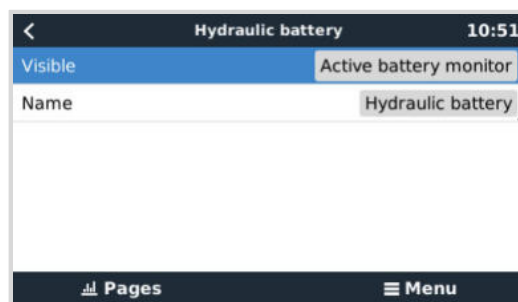 Hydraulic battery 10:51
Visible Active battery monitor
Name Hydraulic battery
Pages Menu